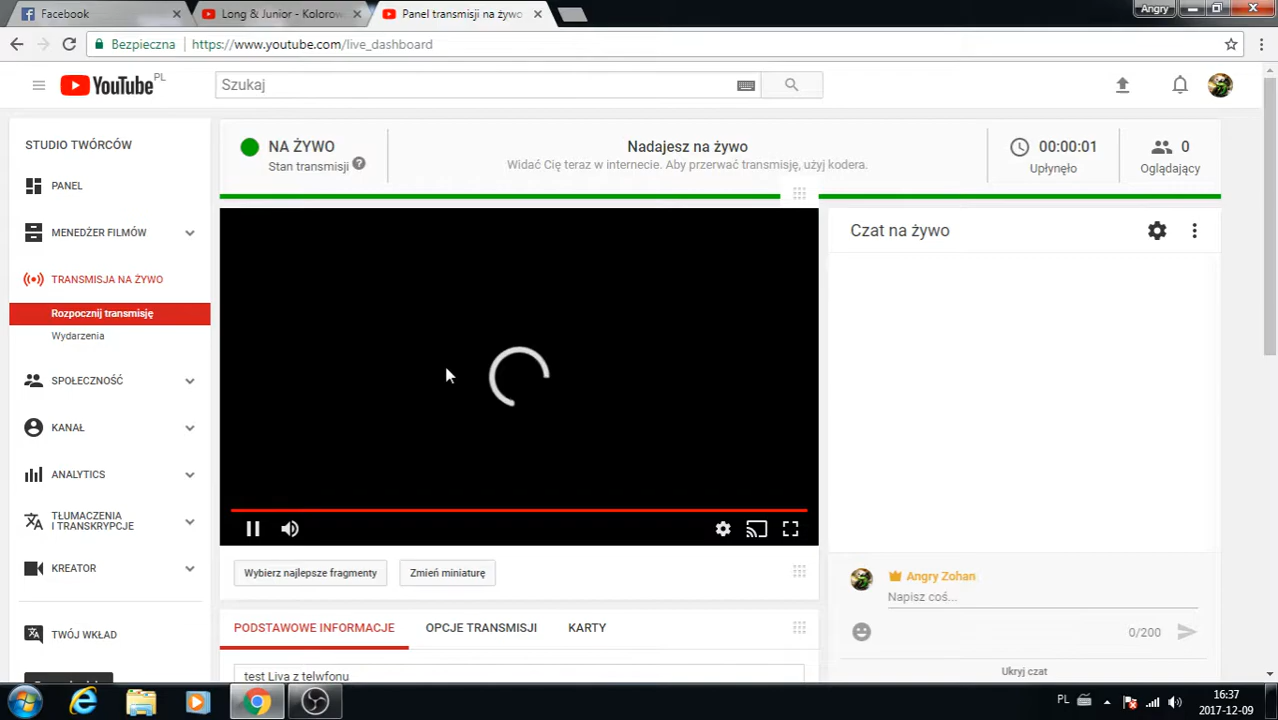 Facebook
Long & Junior - Kolorow
Panel transmisji na żywo
Angry
Bezpieczna
https://www.youtube.com/live_dashboard
YouTube PL
Szukaj
STUDIO TWÓRCÓW
PANEL
MENEDŻER FILMÓW
TRANSMISJA NA ŻYWO
Rozpocznij transmisję
Wydarzenia
SPOŁECZNOŚĆ
KANAŁ
ANALYTICS
TŁUMACZENIA
I TRANSKRYPCJE
KREATOR
TWÓJ WKŁAD
NA ŻYWO
Stan transmisji ?
Nadajesz na żywo
Widać Cię teraz w internecie. Aby przerwać transmisję, użyj kodera.
00:00:01
Upłynęło
0
Oglądający
Czat na żywo
Wybierz najlepsze fragmenty
Zmień miniaturę
PODSTAWOWE INFORMACJE
OPCJE TRANSMISJI
KARTY
test Liva z telwfonu
Angry Zohan
Napisz coś...
0/200
Ukryj czat
PL
16:37
2017-12-09